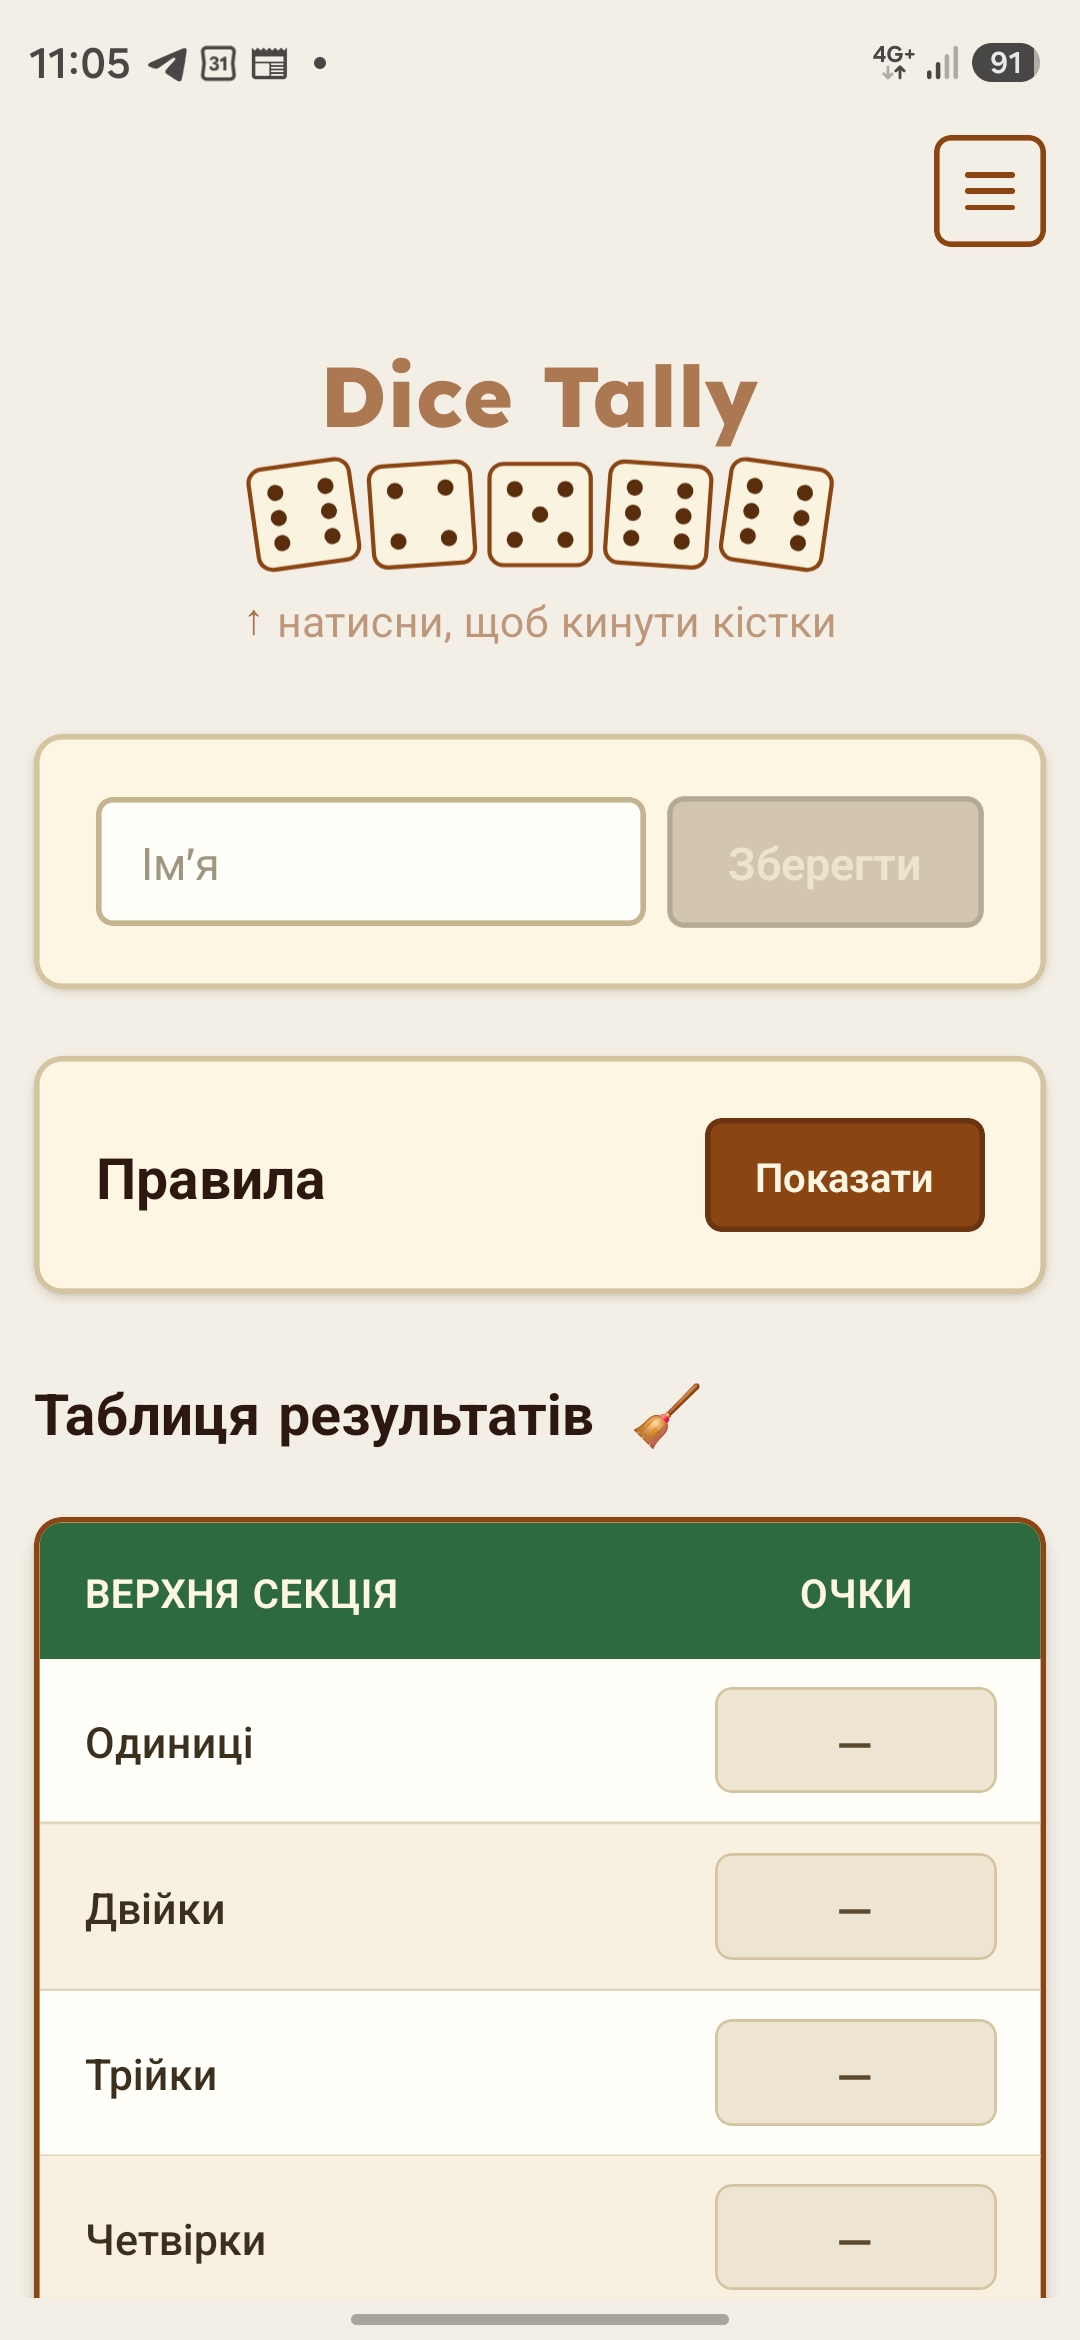 11:05
31
4G+
91
Dice Tally
↑ натисни, щоб кинути кістки
Ім’я
Зберегти
Правила
Показати
Таблиця результатів
ВЕРХНЯ СЕКЦІЯ ОЧКИ
Одиниці —
Двійки —
Трійки —
Четвірки —